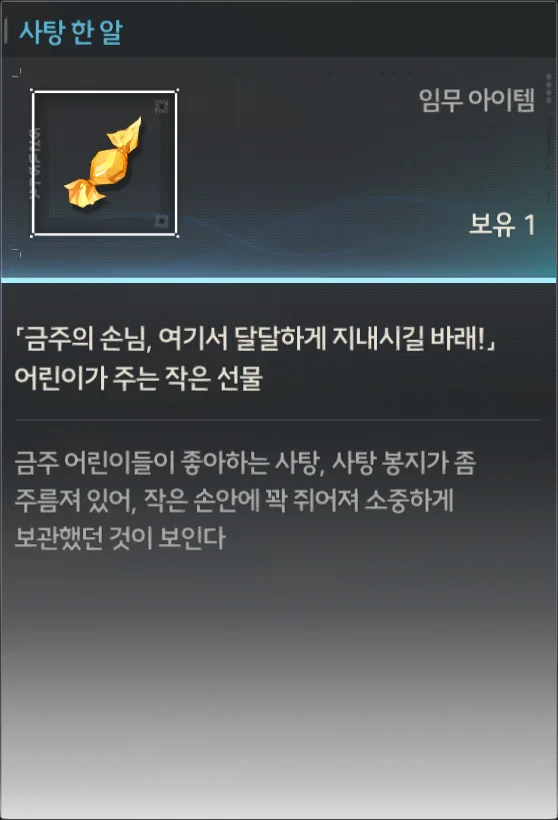 사탕 한 알
임무 아이템
보유 1
「금주의 손님, 여기서 달달하게 지내시길 바래!」
어린이가 주는 작은 선물
금주 어린이들이 좋아하는 사탕, 사탕 봉지가 좀
주름져 있어, 작은 손안에 꽉 쥐어져 소중하게
보관했던 것이 보인다